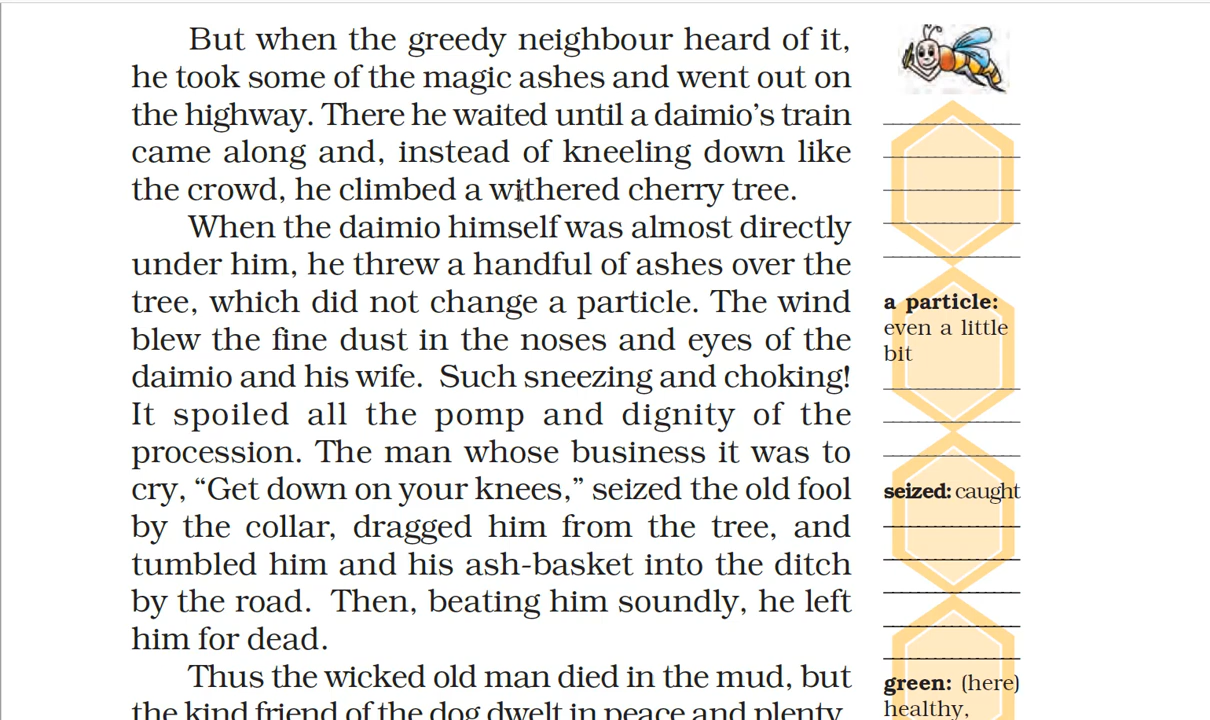 But when the greedy neighbour heard of it,
he took some of the magic ashes and went out on
the highway. There he waited until a daimio’s train
came along and, instead of kneeling down like
the crowd, he climbed a withered cherry tree.
When the daimio himself was almost directly
under him, he threw a handful of ashes over the
tree, which did not change a particle. The wind
blew the fine dust in the noses and eyes of the
daimio and his wife. Such sneezing and choking!
It spoiled all the pomp and dignity of the
procession. The man whose business it was to
cry, “Get down on your knees,” seized the old fool
by the collar, dragged him from the tree, and
tumbled him and his ash-basket into the ditch
by the road. Then, beating him soundly, he left
him for dead.
Thus the wicked old man died in the mud, but
the kind friend of the dog dwelt in peace and plenty,
a particle:
even a little
bit
seized: caught
green: (here)
healthy,